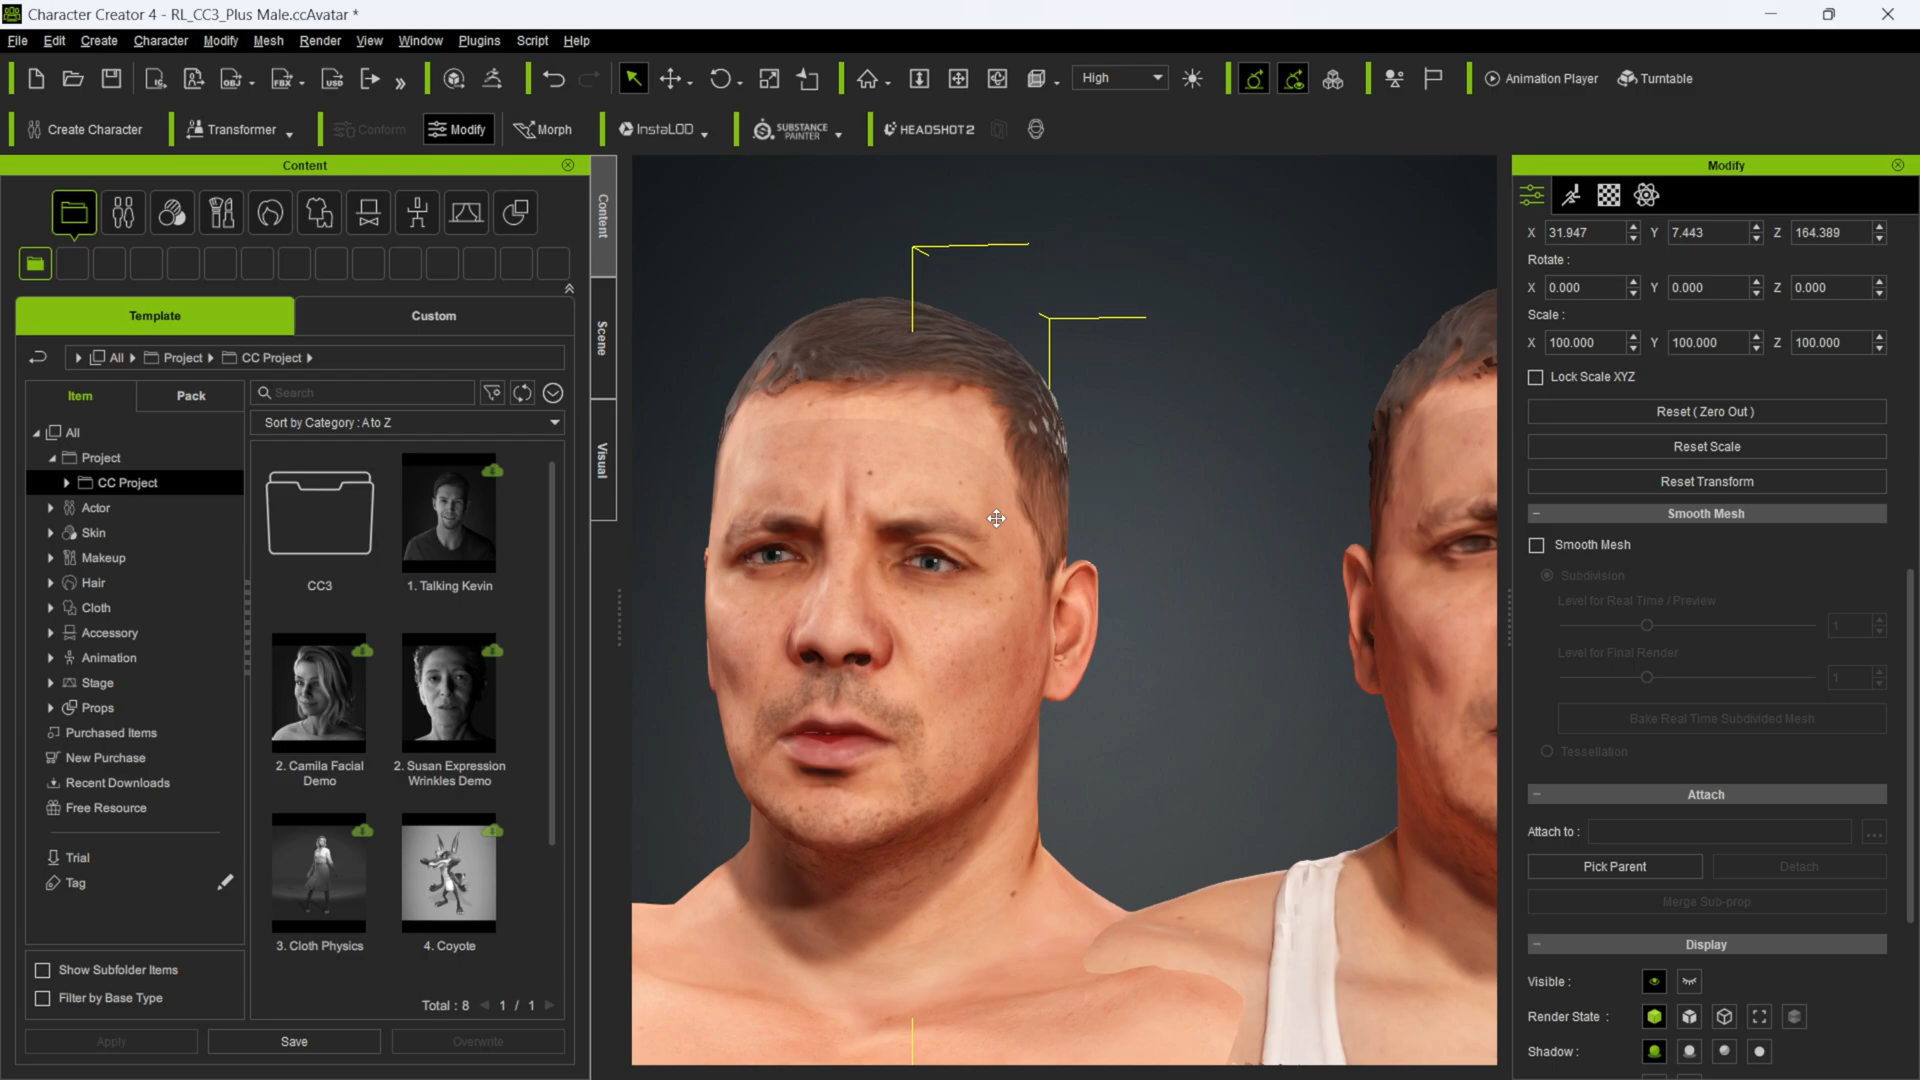 Character Creator 4 - RL_CC3_Plus Male.ccAvatar *
File Edit Create Character Modify Mesh Render View Window Plugins Script Help
High Animation Player Turntable
Create Character Transformer Conform Modify Morph InstaLOD SUBSTANCE PAINTER HEADSHOT 2
Content
Content
Scene
Visual
Template Custom
All Project CC Project
Item Pack
Search
Sort by Category : A to Z
All
Project
CC Project
Actor
Skin
Makeup
Hair
Cloth
Accessory
Animation
Stage
Props
Purchased Items
New Purchase
Recent Downloads
Free Resource
Trial
Tag
Show Subfolder Items
Filter by Base Type
CC3
1. Talking Kevin
2. Camila Facial Demo
2. Susan Expression Wrinkles Demo
3. Cloth Physics
4. Coyote
Total : 8 1 / 1
Apply Save Overwrite
Modify
X 31.947 Y 7.443 Z 164.389
Rotate :
X 0.000 Y 0.000 Z 0.000
Scale :
X 100.000 Y 100.000 Z 100.000
Lock Scale XYZ
Reset ( Zero Out )
Reset Scale
Reset Transform
Smooth Mesh
Smooth Mesh
Subdivision
Level for Real Time / Preview
1
Level for Final Render
1
Bake Real Time Subdivided Mesh
Tessellation
Attach
Attach to : ...
Pick Parent Detach
Merge Sub-prop
Display
Visible :
Render State :
Shadow :